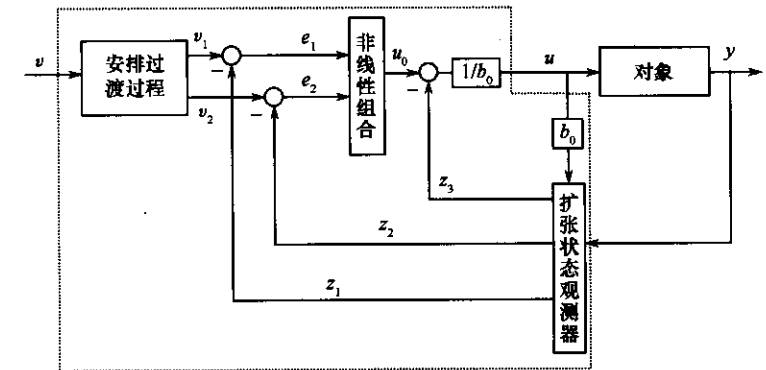 v
安排过
渡过程
v₁
v₂
−
−
e₁
e₂
非线性组合
u₀
−
1/b₀
u
对象
y
b₀
扩张状态观测器
z₃
z₂
z₁